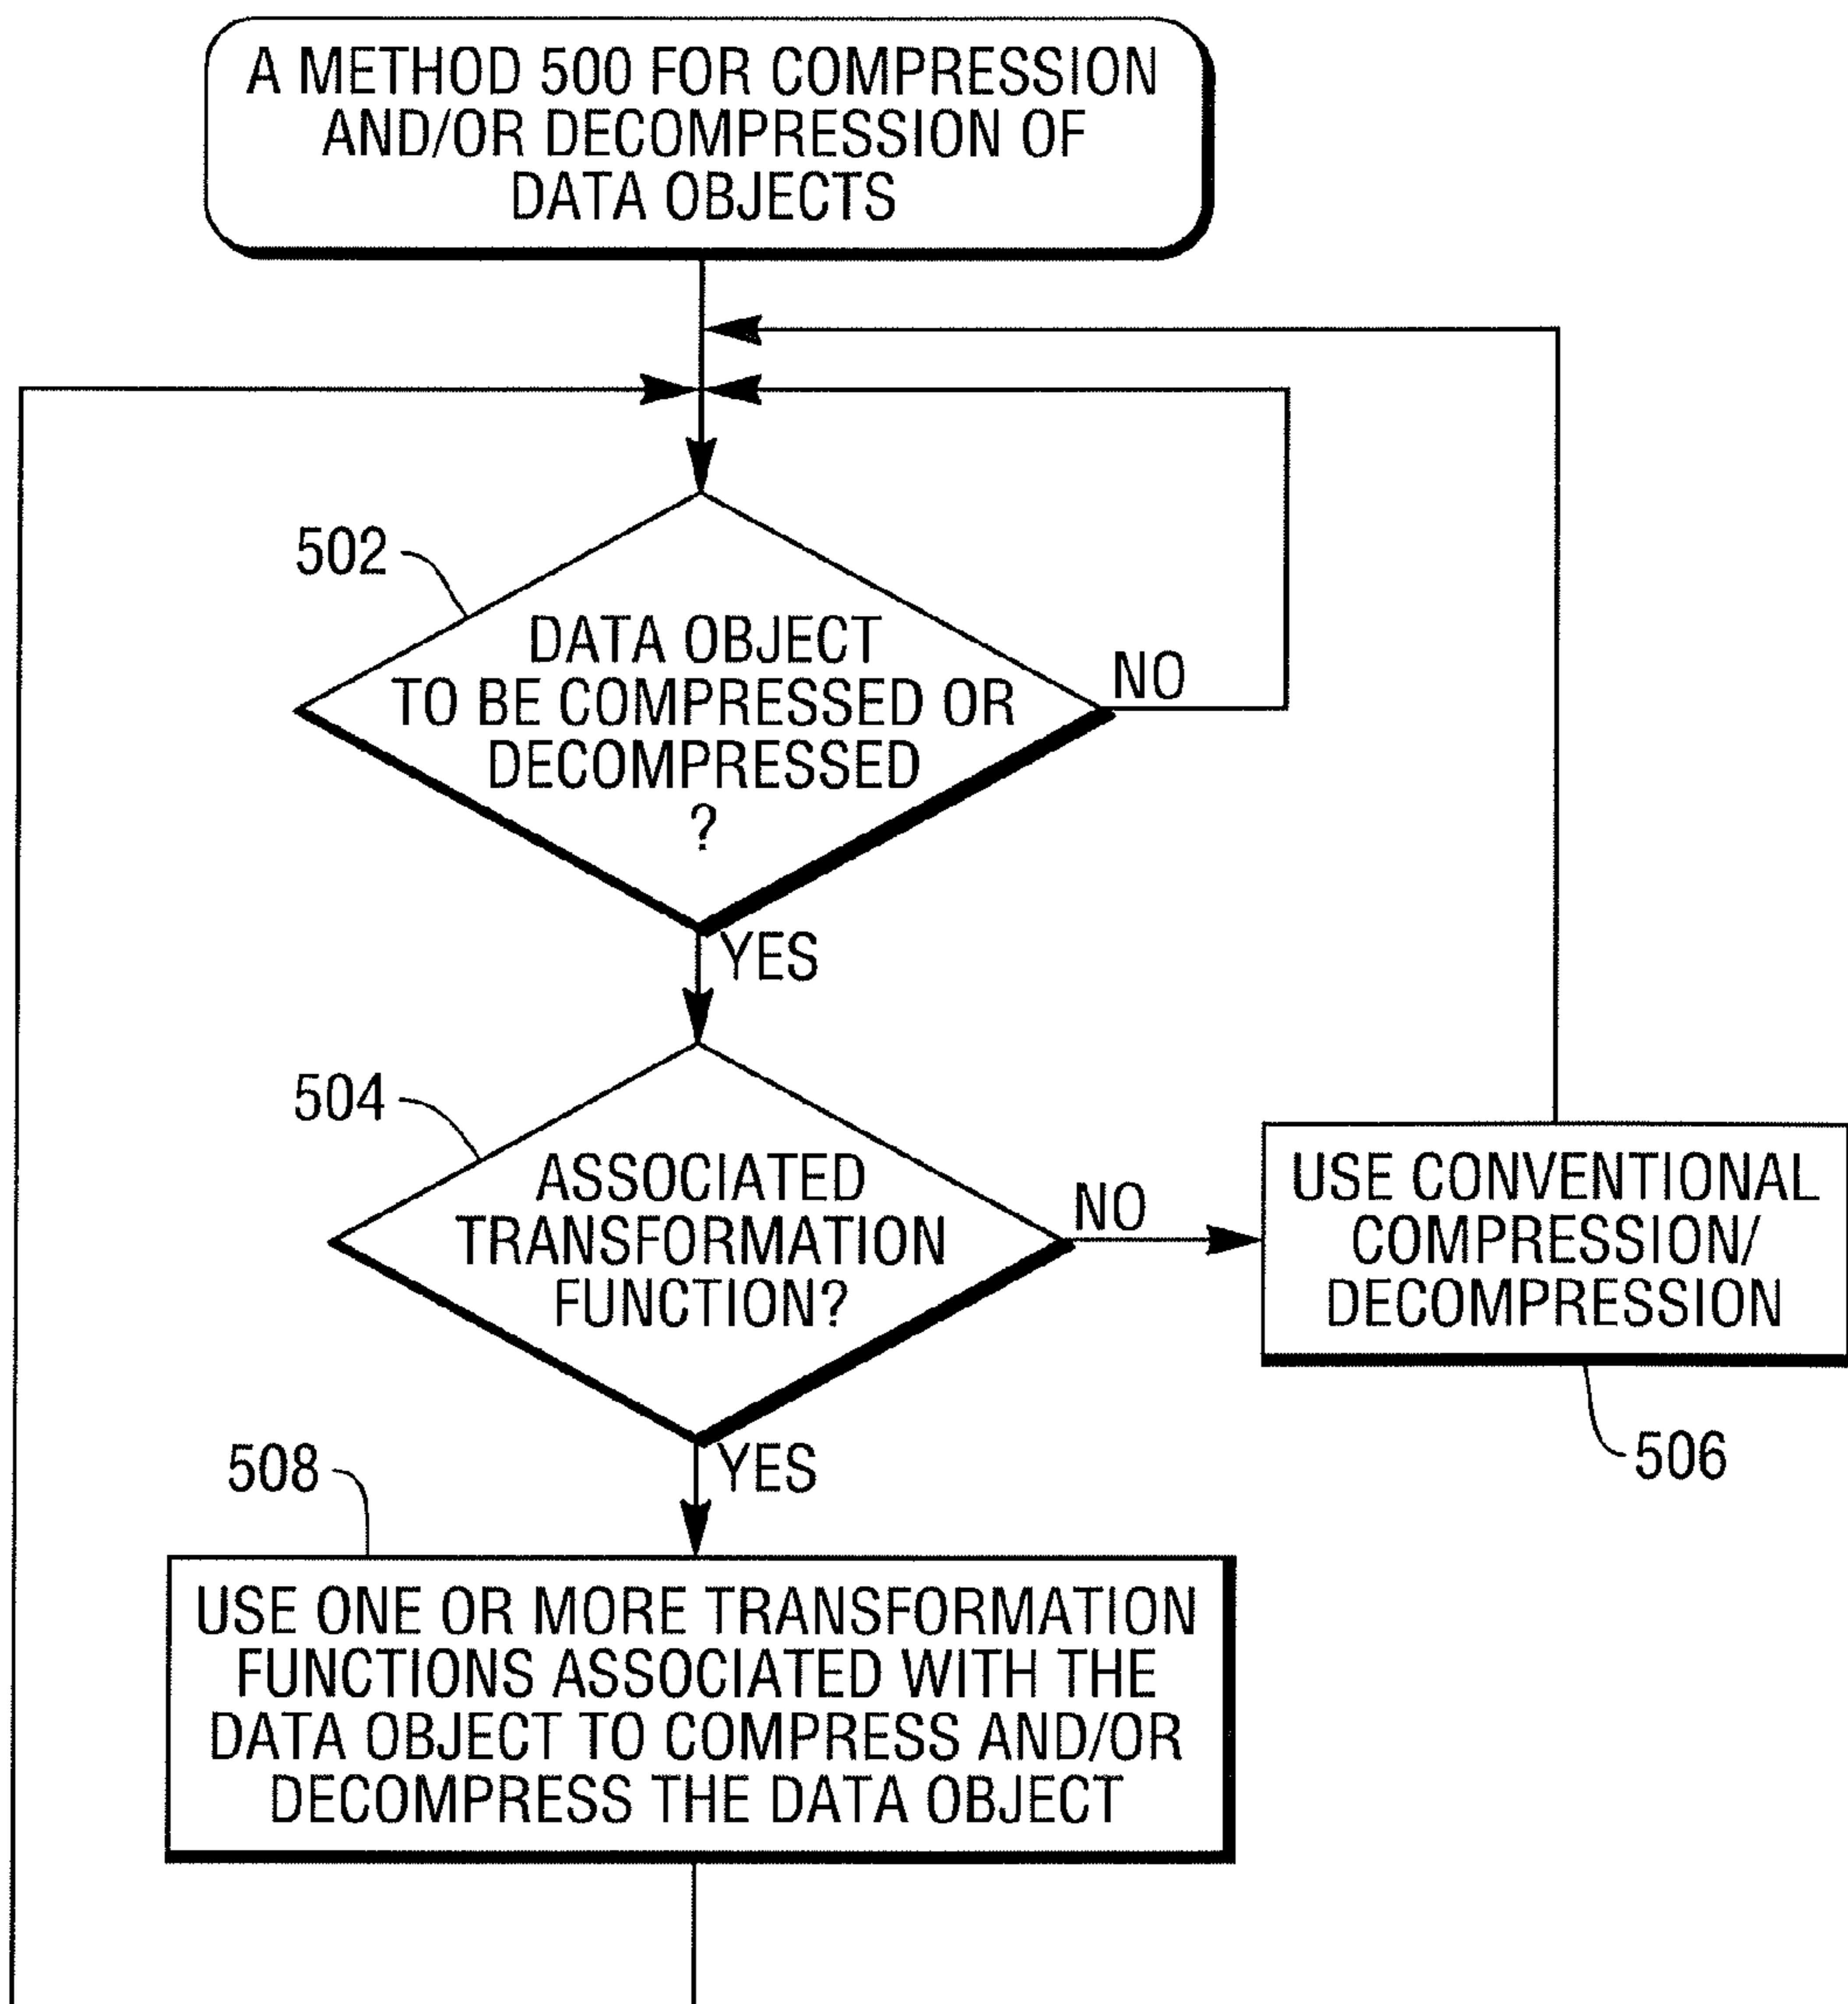 A METHOD 500 FOR COMPRESSION
AND/OR DECOMPRESSION OF
DATA OBJECTS
502
DATA OBJECT
TO BE COMPRESSED OR
DECOMPRESSED
?
NO
YES
504
ASSOCIATED
TRANSFORMATION
FUNCTION?
NO
USE CONVENTIONAL
COMPRESSION/
DECOMPRESSION
506
YES
508
USE ONE OR MORE TRANSFORMATION
FUNCTIONS ASSOCIATED WITH THE
DATA OBJECT TO COMPRESS AND/OR
DECOMPRESS THE DATA OBJECT